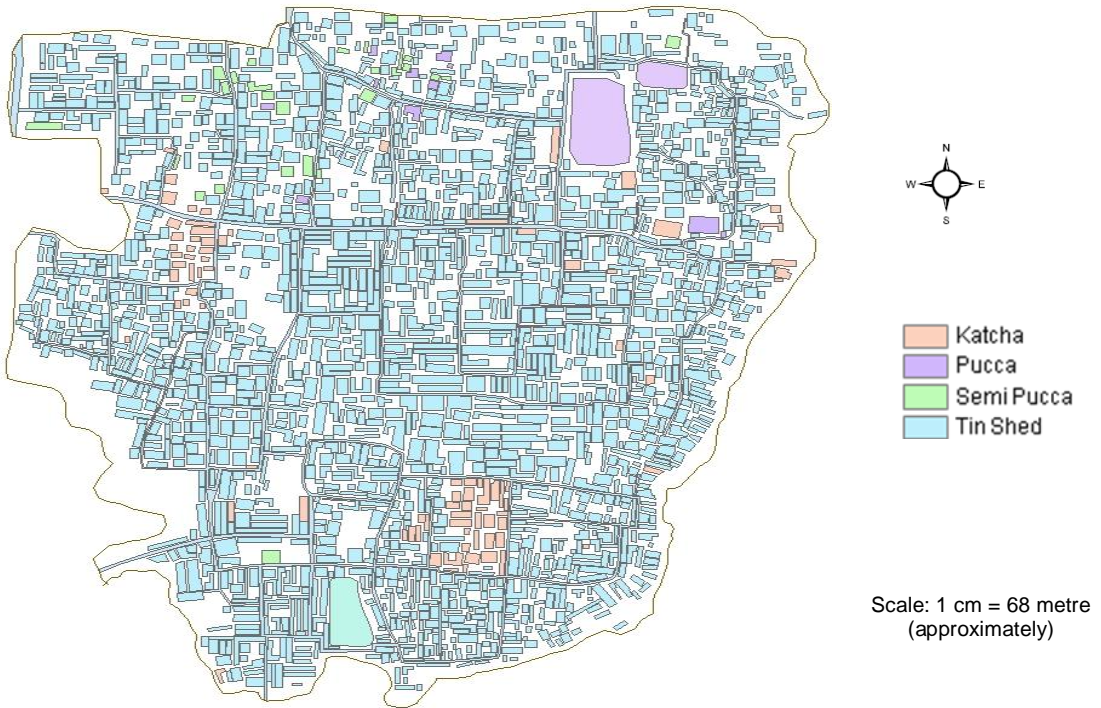 N
W E
S
Katcha
Pucca
Semi Pucca
Tin Shed
Scale: 1 cm = 68 metre
(approximately)